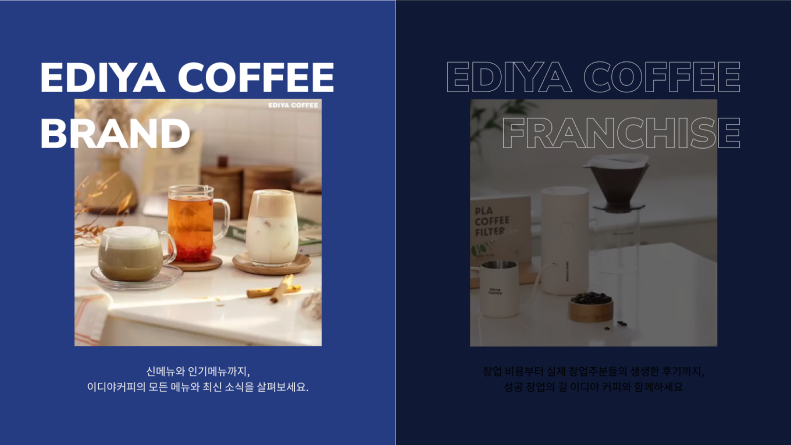 EDIYA COFFEE
BRAND
EDIYA COFFEE
신메뉴와 인기메뉴까지,
이디야커피의 모든 메뉴와 최신 소식을 살펴보세요.
EDIYA COFFEE
FRANCHISE
PLA
COFFEE
FILTER
EDIYA
COFFEE
창업 비용부터 실제 창업주분들의 생생한 후기까지,
성공 창업의 길 이디야 커피와 함께하세요.